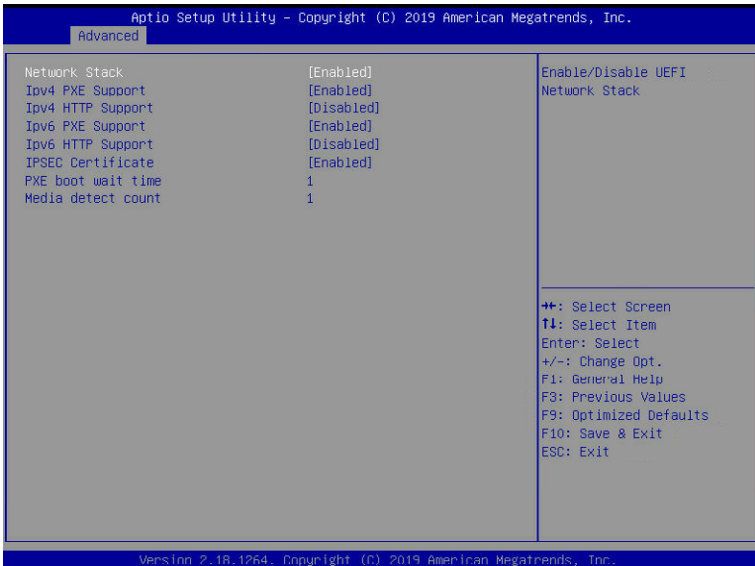 Aptio Setup Utility – Copyright (C) 2019 American Megatrends, Inc.
Advanced
Network Stack [Enabled]
Ipv4 PXE Support [Enabled]
Ipv4 HTTP Support [Disabled]
Ipv6 PXE Support [Enabled]
Ipv6 HTTP Support [Disabled]
IPSEC Certificate [Enabled]
PXE boot wait time 1
Media detect count 1
Enable/Disable UEFI
Network Stack
→←: Select Screen
↑↓: Select Item
Enter: Select
+/-: Change Opt.
F1: General Help
F3: Previous Values
F9: Optimized Defaults
F10: Save & Exit
ESC: Exit
Version 2.18.1264. Copyright (C) 2019 American Megatrends, Inc.